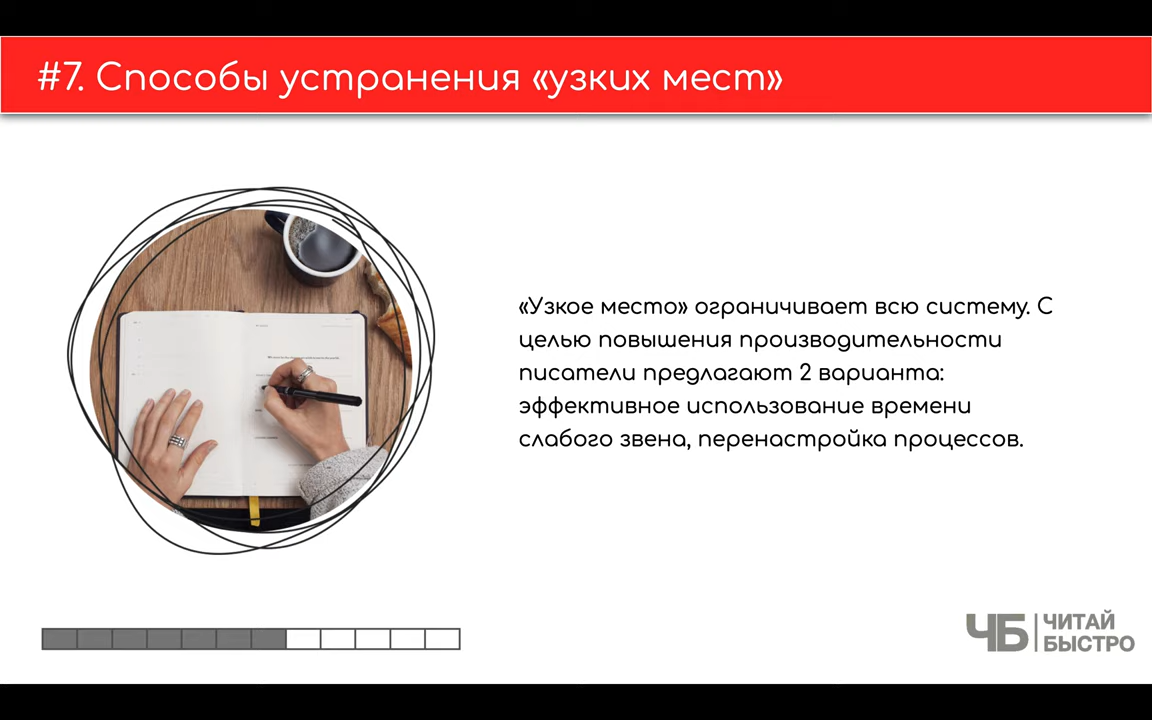 #7. Способы устранения «узких мест»
«Узкое место» ограничивает всю систему. С
целью повышения производительности
писатели предлагают 2 варианта:
эффективное использование времени
слабого звена, перенастройка процессов.
ЧБ
ЧИТАЙ
БЫСТРО